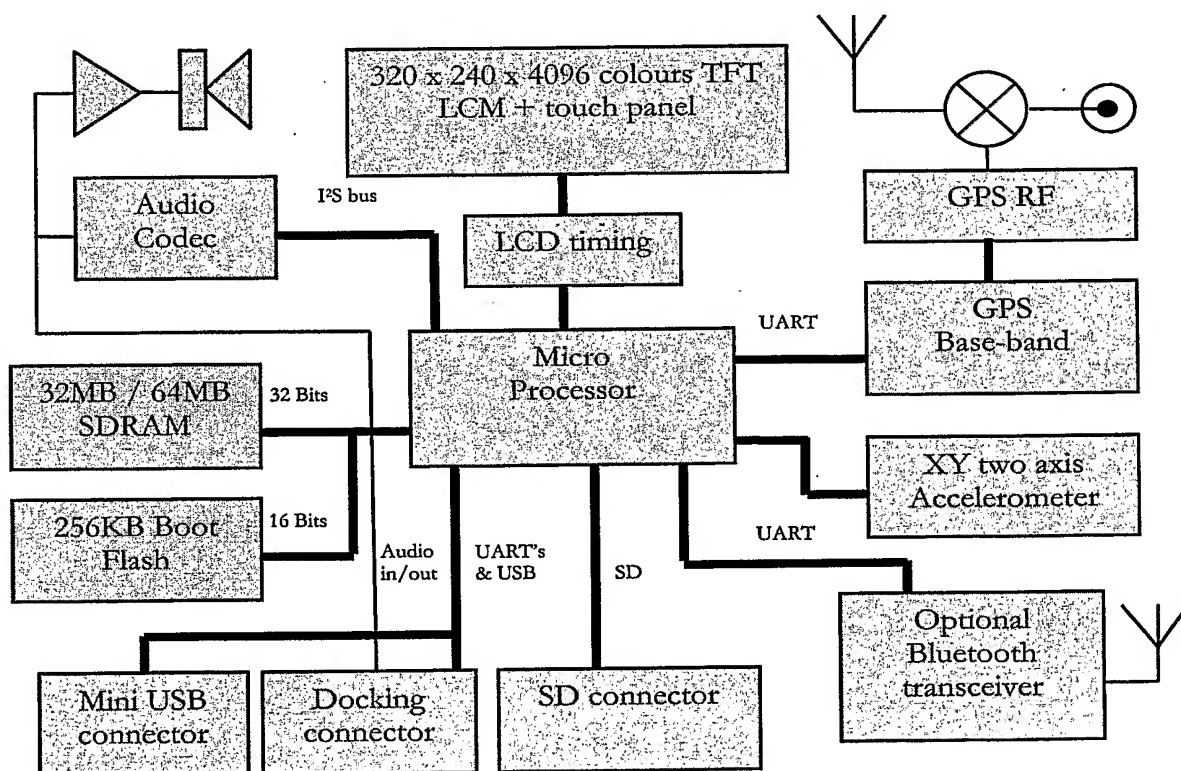 320 x 240 x 4096 colours TFT
LCM + touch panel
I²S bus
Audio
Codec
LCD timing
GPS RF
GPS
Base-band
UART
Micro
Processor
32MB / 64MB
SDRAM
32 Bits
XY two axis
Accelerometer
256KB Boot
Flash
16 Bits
Audio
in/out
UART's
& USB
SD
UART
Optional
Bluetooth
transceiver
Mini USB
connector
Docking
connector
SD connector